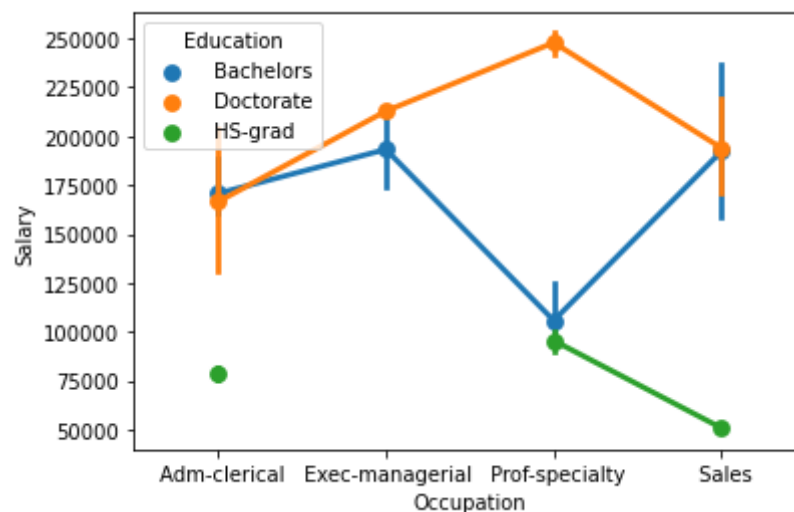 250000
225000
200000
175000
150000
125000
100000
75000
50000
Salary
Education
Bachelors
Doctorate
HS-grad
Adm-clerical
Exec-managerial
Prof-specialty
Sales
Occupation